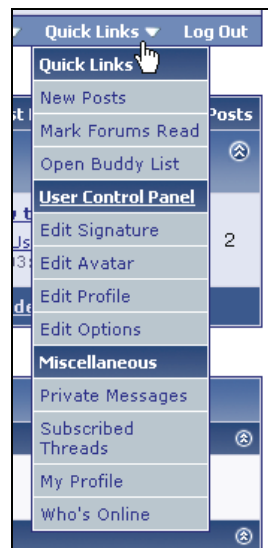 Quick Links Log Out
Quick Links
New Posts
Mark Forums Read
Posts
Open Buddy List
User Control Panel
Edit Signature
2
Edit Avatar
Edit Profile
Edit Options
Miscellaneous
Private Messages
Subscribed
Threads
My Profile
Who's Online